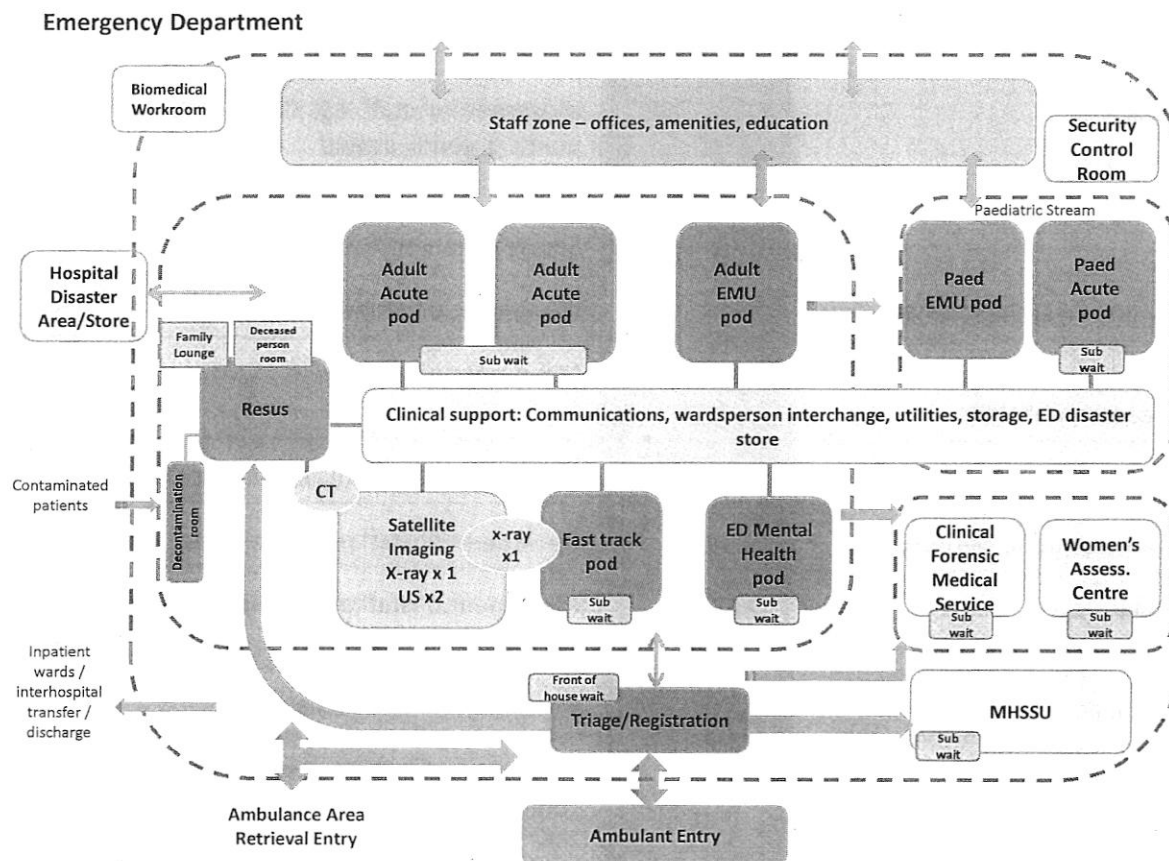 Emergency Department
Biomedical
Workroom
Staff zone – offices, amenities, education
Security
Control
Room
Paediatric Stream
Hospital
Disaster
Area/Store
Adult
Acute
pod
Adult
Acute
pod
Adult
EMU
pod
Paed
EMU pod
Paed
Acute
pod
Family
Lounge
Deceased
person
room
Sub wait
Sub
wait
Resus
Clinical support: Communications, wardsperson interchange, utilities, storage, ED disaster
store
Contaminated
patients
Decontamination
room
CT
Satellite
Imaging
X-ray x 1
US x2
x-ray
x1
Fast track
pod
Sub
wait
ED Mental
Health
pod
Sub
wait
Clinical
Forensic
Medical
Service
Sub
wait
Women's
Assess.
Centre
Sub
wait
Inpatient
wards /
interhospital
transfer /
discharge
Front of
house wait
Triage/Registration
MHSSU
Sub
wait
Ambulance Area
Retrieval Entry
Ambulant Entry